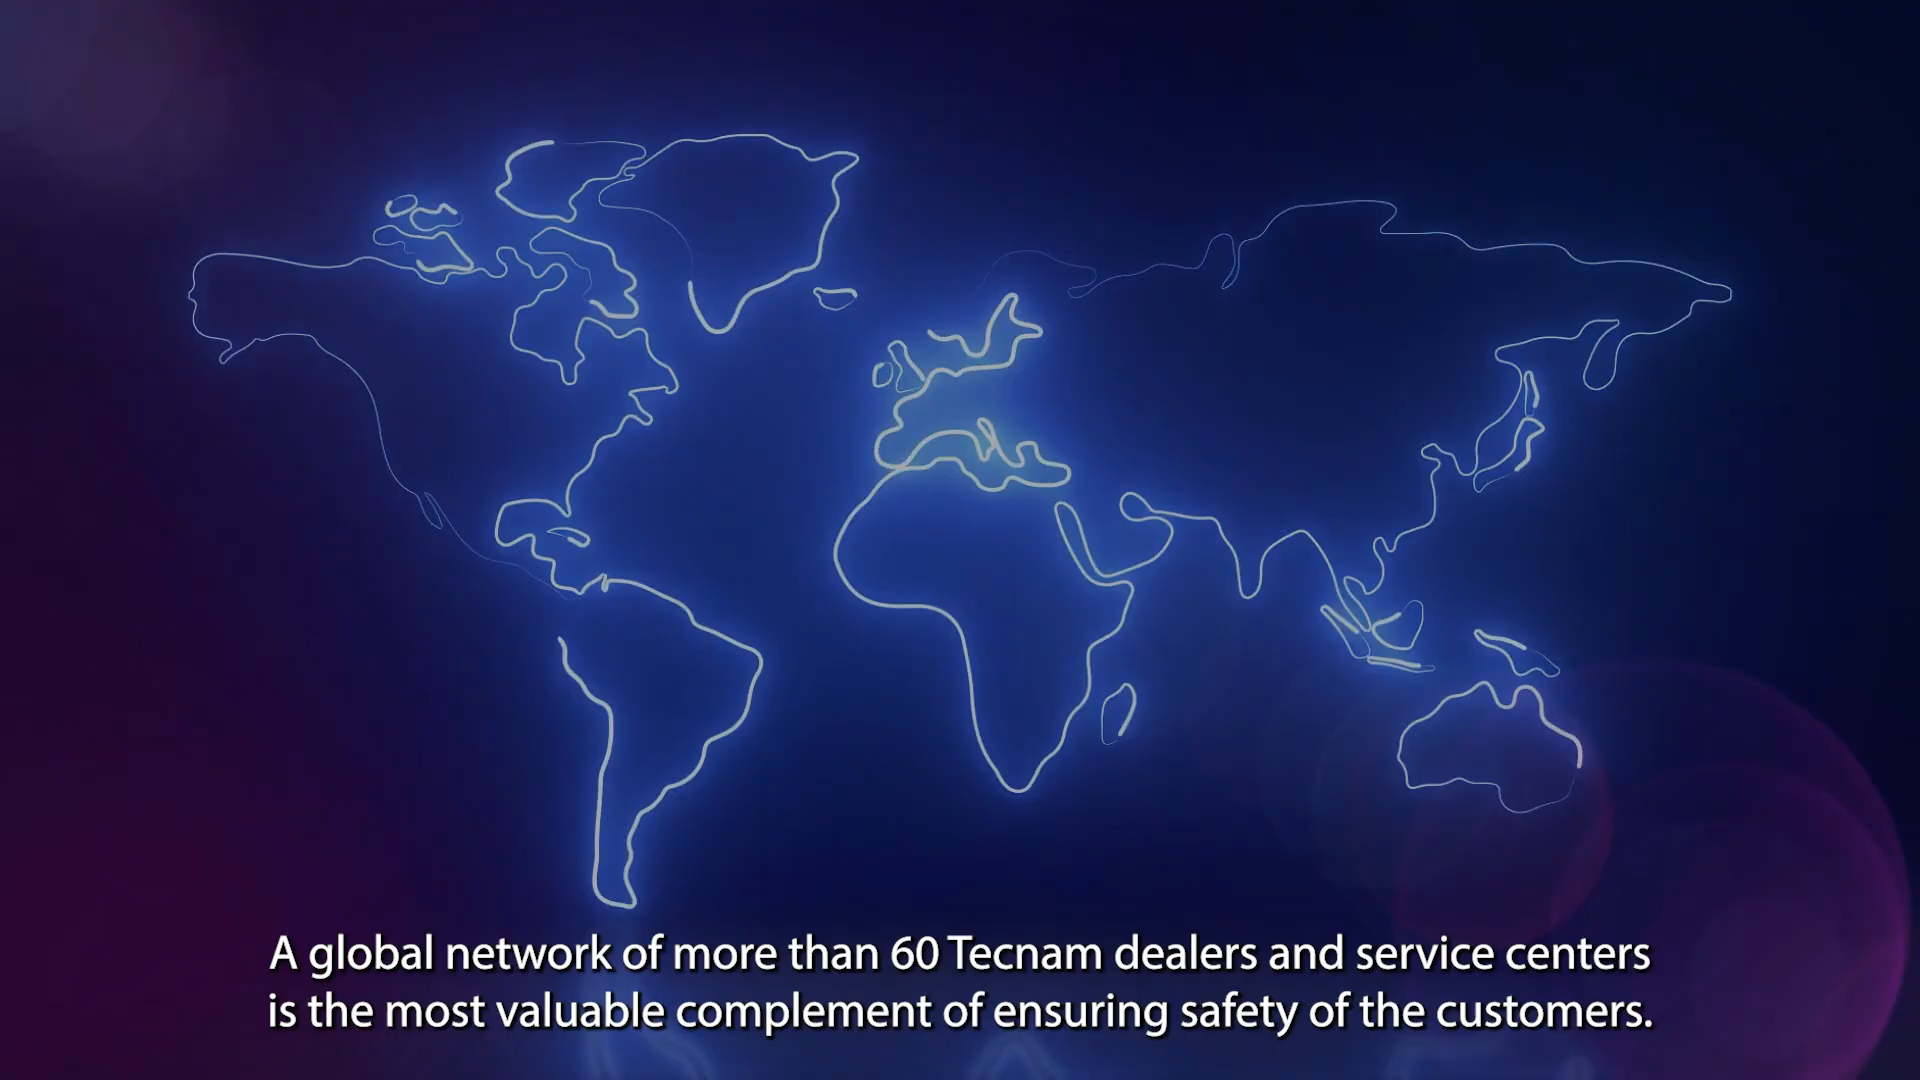 A global network of more than 60 Tecnam dealers and service centers
is the most valuable complement of ensuring safety of the customers.